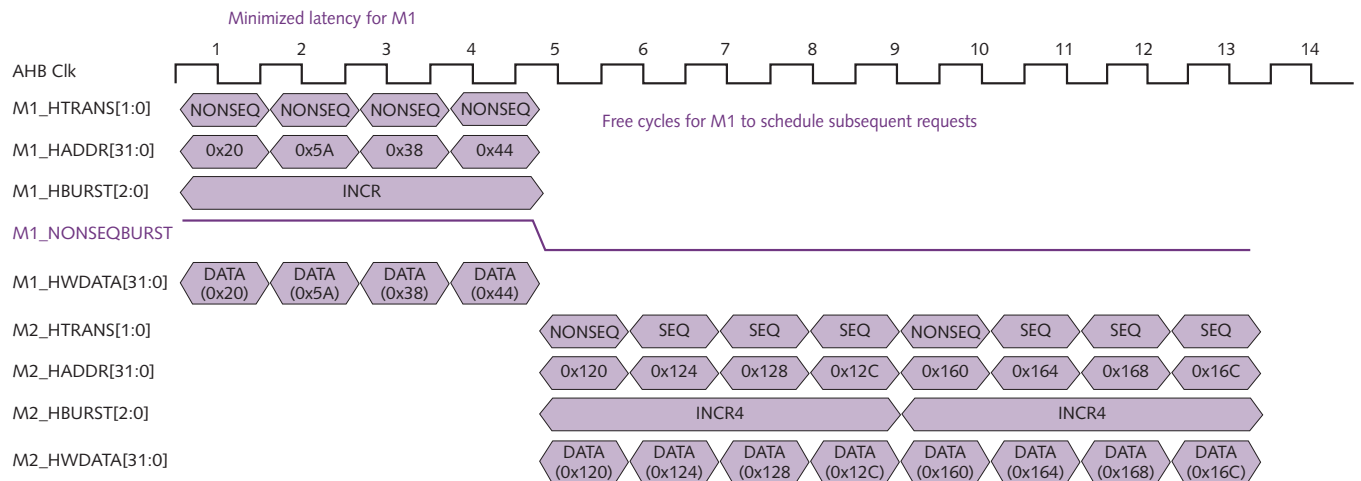 Minimized latency for M1
1 2 3 4 5 6 7 8 9 10 11 12 13 14
AHB Clk
M1_HTRANS[1:0] NONSEQ NONSEQ NONSEQ NONSEQ
Free cycles for M1 to schedule subsequent requests
M1_HADDR[31:0] 0x20 0x5A 0x38 0x44
M1_HBURST[2:0] INCR
M1_NONSEQBURST
M1_HWDATA[31:0] DATA DATA DATA DATA
(0x20) (0x5A) (0x38) (0x44)
M2_HTRANS[1:0] NONSEQ SEQ SEQ SEQ NONSEQ SEQ SEQ SEQ
M2_HADDR[31:0] 0x120 0x124 0x128 0x12C 0x160 0x164 0x168 0x16C
M2_HBURST[2:0] INCR4 INCR4
M2_HWDATA[31:0] DATA DATA DATA DATA DATA DATA DATA DATA
(0x120) (0x124) (0x128 (0x12C) (0x160) (0x164) (0x168) (0x16C)